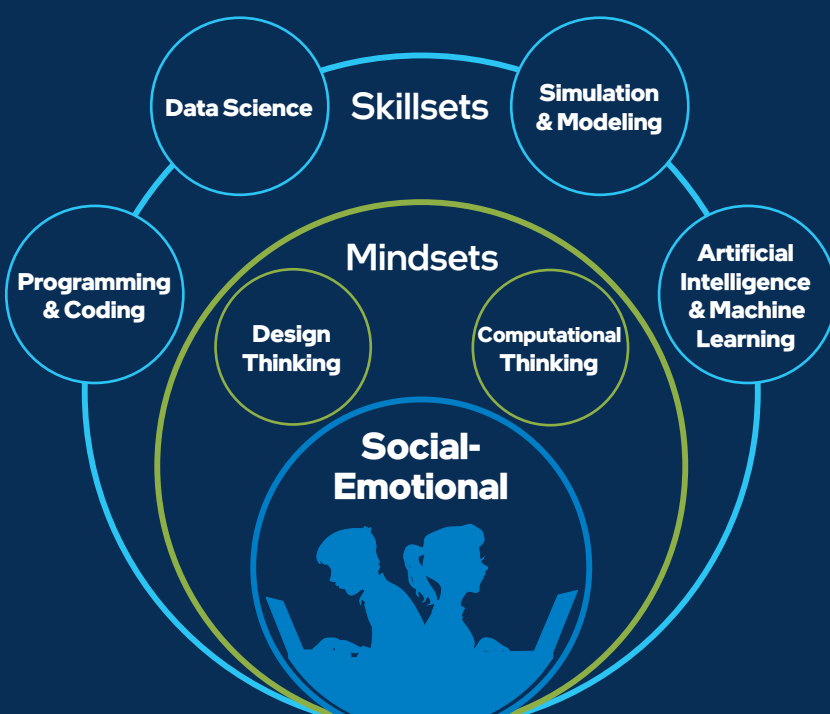 Data Science
Skillsets
Simulation
& Modeling
Programming
& Coding
Mindsets
Artificial
Intelligence
& Machine
Learning
Design
Thinking
Computational
Thinking
Social-
Emotional